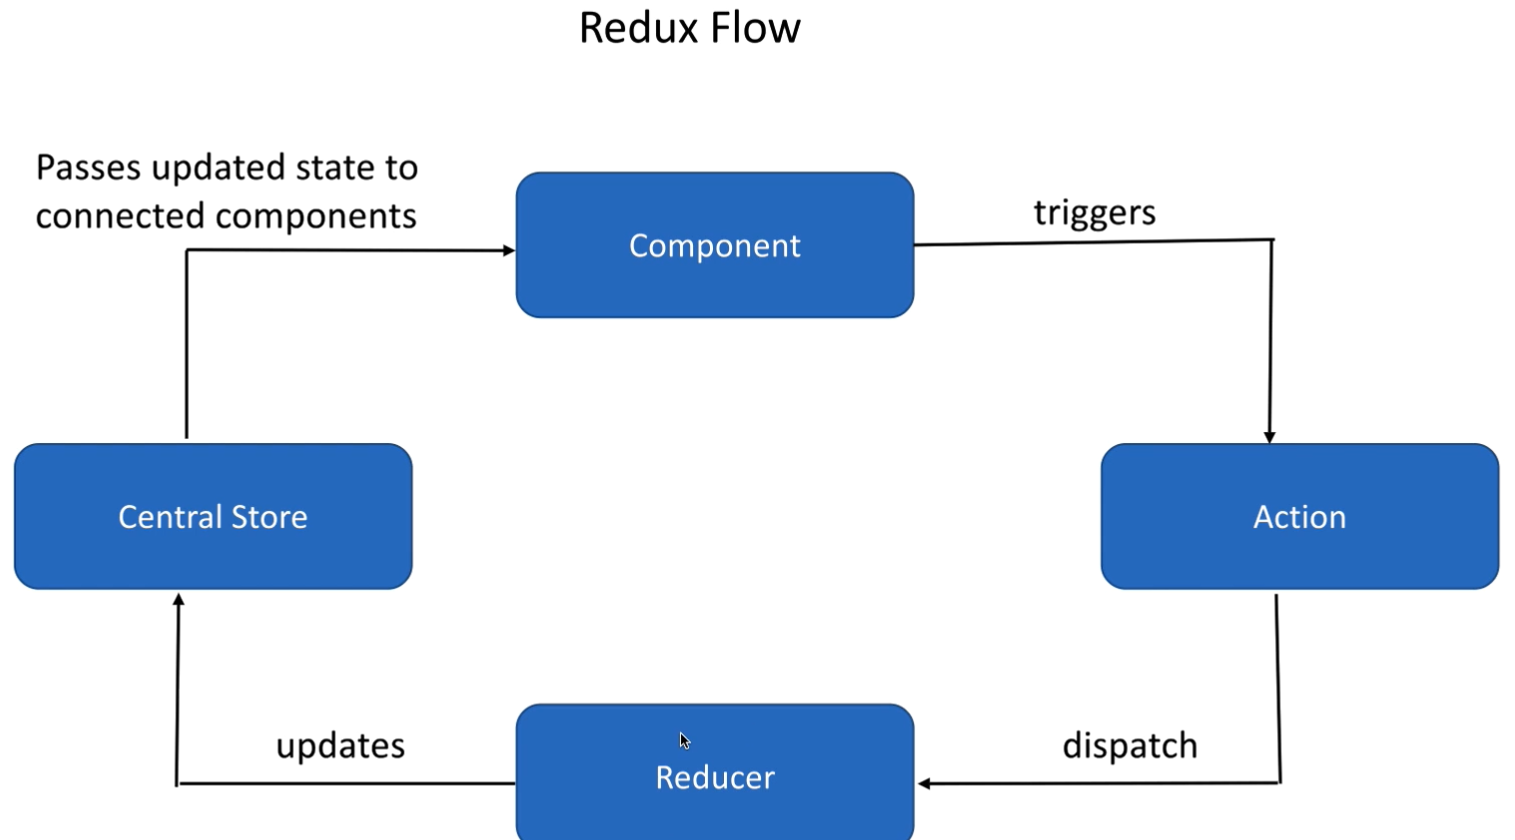 Redux Flow
Passes updated state to
connected components
Component
triggers
Central Store
Action
updates
Reducer
dispatch